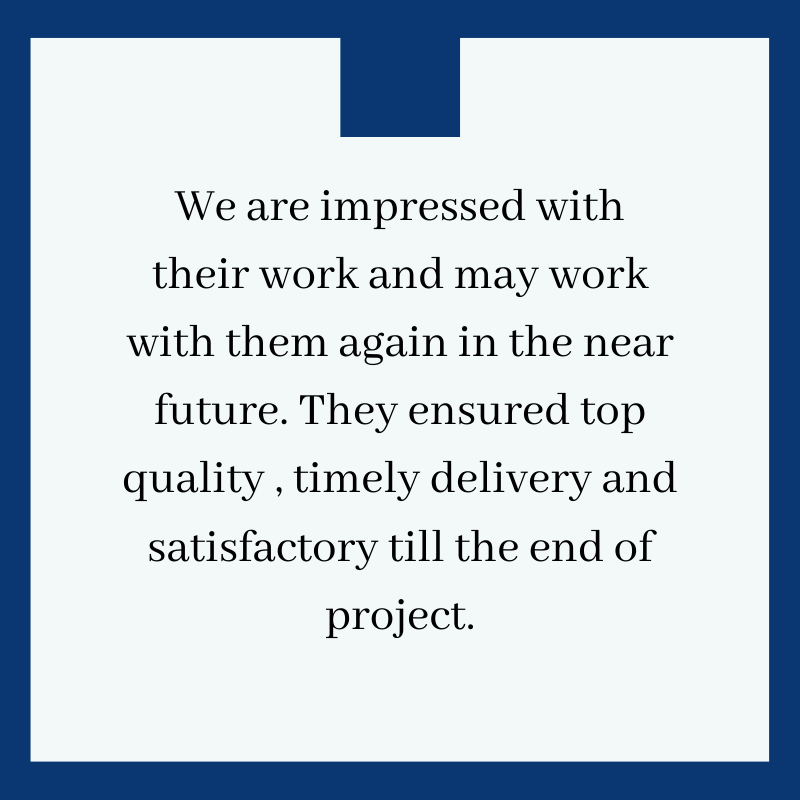 We are impressed with
their work and may work
with them again in the near
future. They ensured top
quality , timely delivery and
satisfactory till the end of
project.